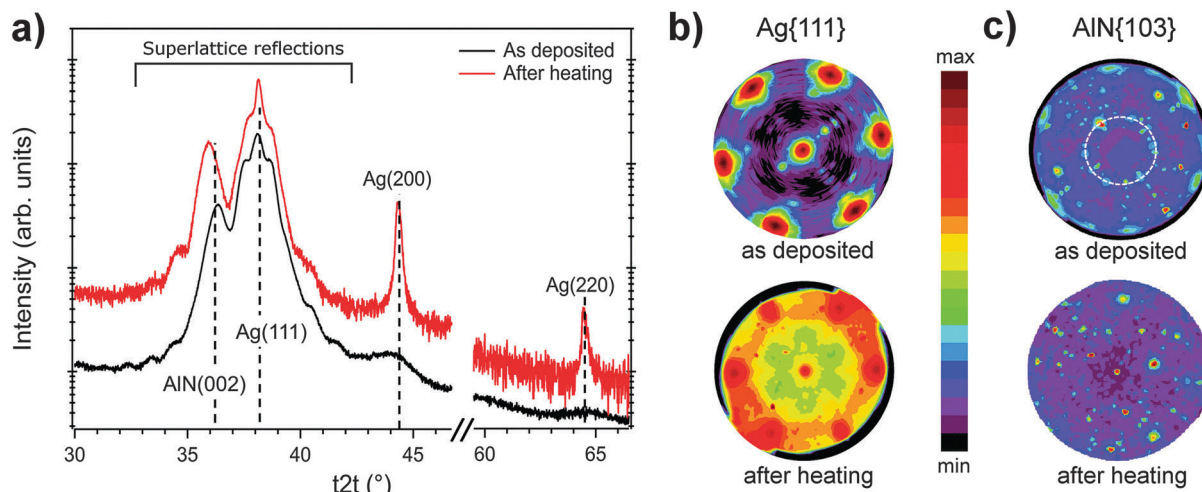 a)
Superlattice reflections
As deposited
After heating
Ag(200)
Ag(220)
Ag(111)
AlN(002)
Intensity (arb. units)
30 35 40 45 60 65
t2t (°)
b) Ag{111}
as deposited
after heating
max
min
c) AlN{103}
as deposited
after heating